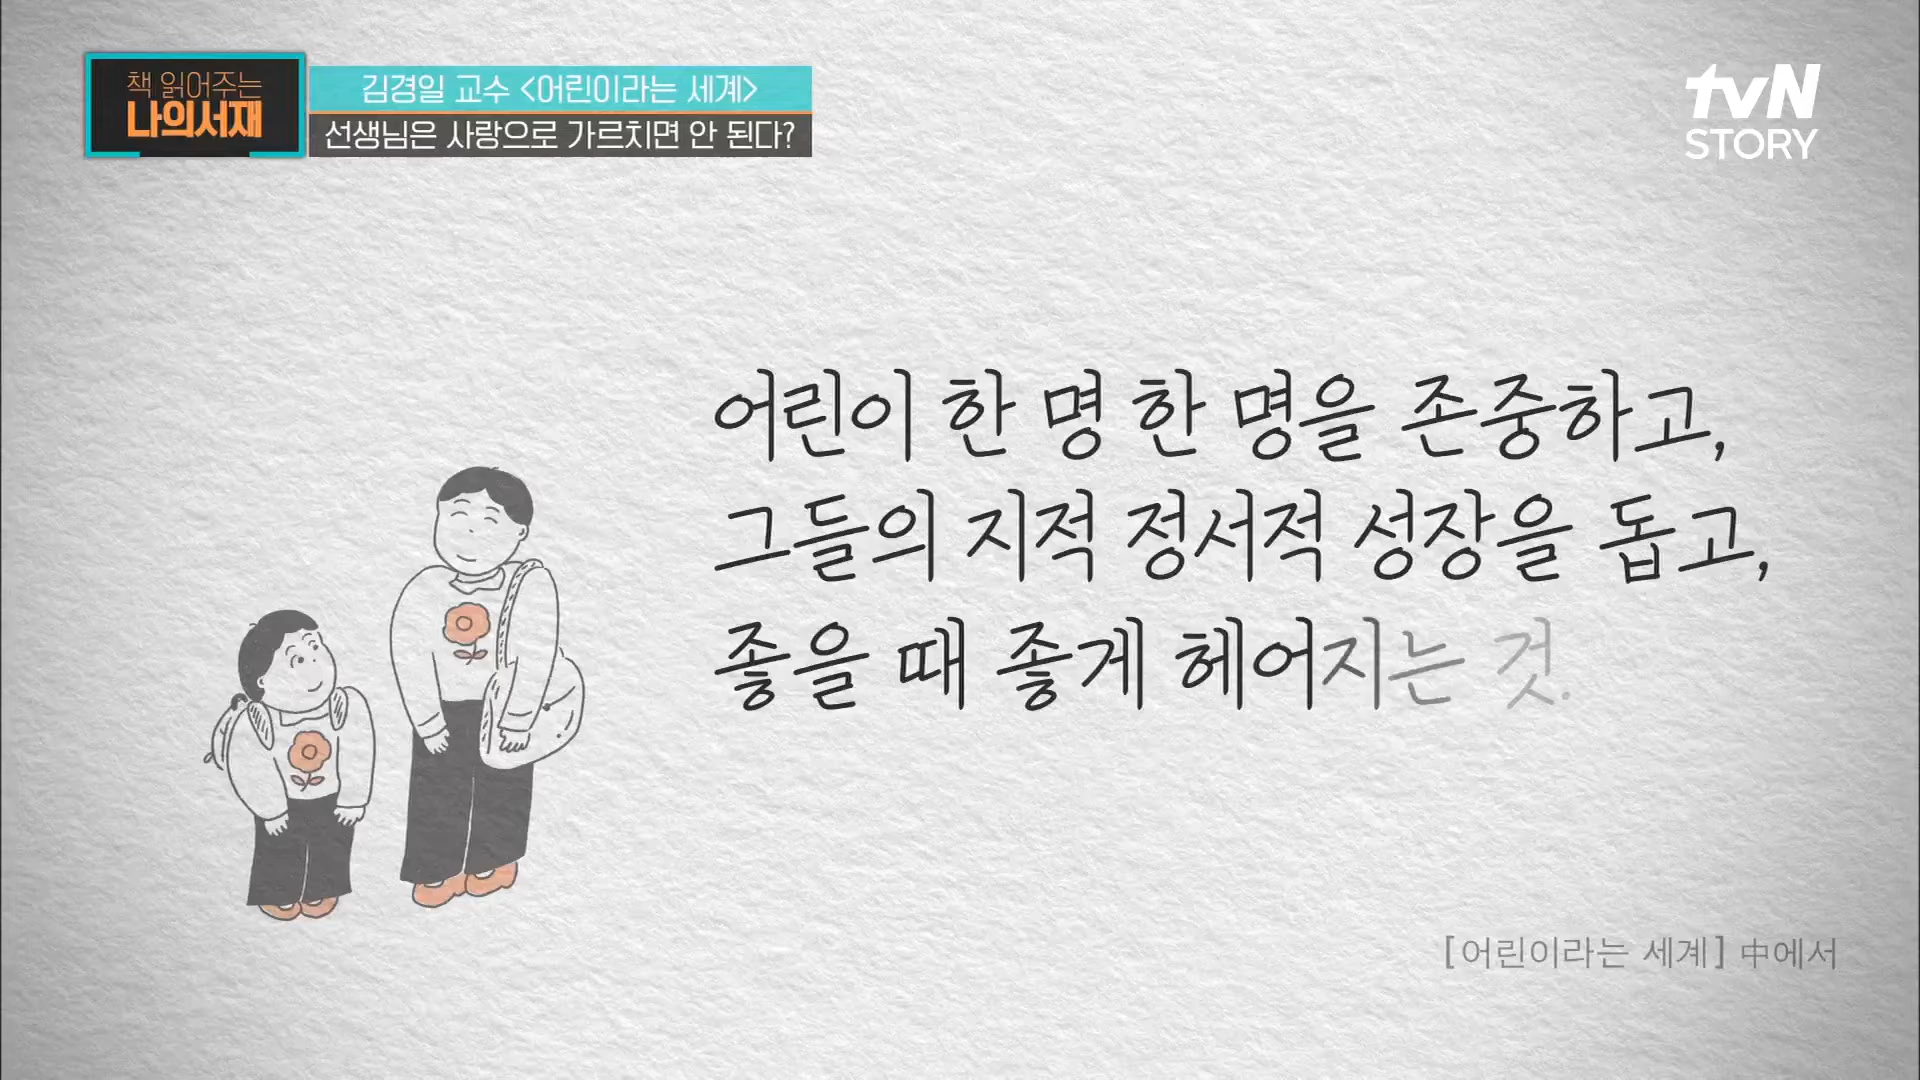 책 읽어주는
나의서재
김경일 교수 <어린이라는 세계>
선생님은 사랑으로 가르치면 안 된다?
tvN
STORY
어린이 한 명 한 명을 존중하고,
그들의 지적 정서적 성장을 돕고,
좋을 때 좋게 헤어지는 것.
[어린이라는 세계] 中에서